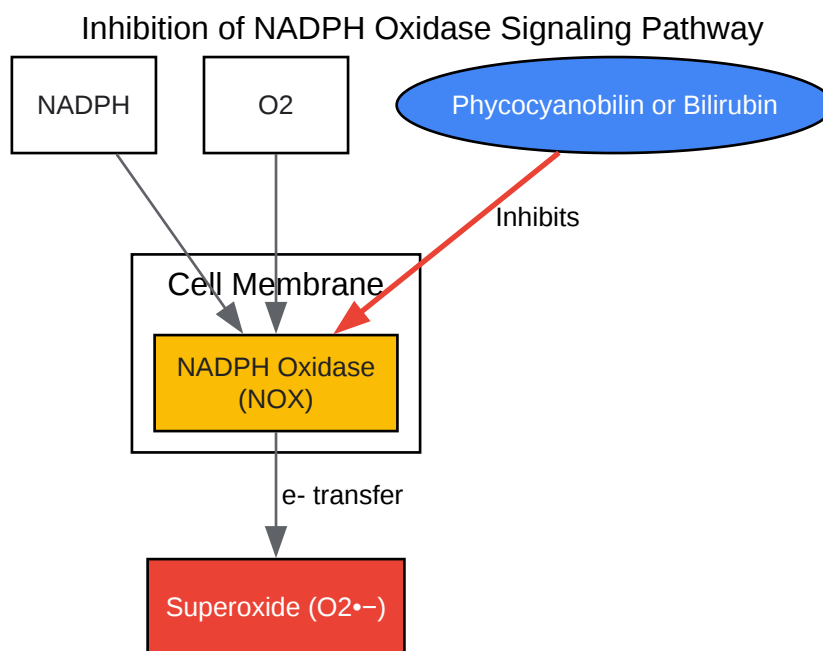 Inhibition of NADPH Oxidase Signaling Pathway
NADPH
O2
Phycocyanobilin or Bilirubin
Inhibits
Cell Membrane
NADPH Oxidase
(NOX)
e- transfer
Superoxide (O2•−)